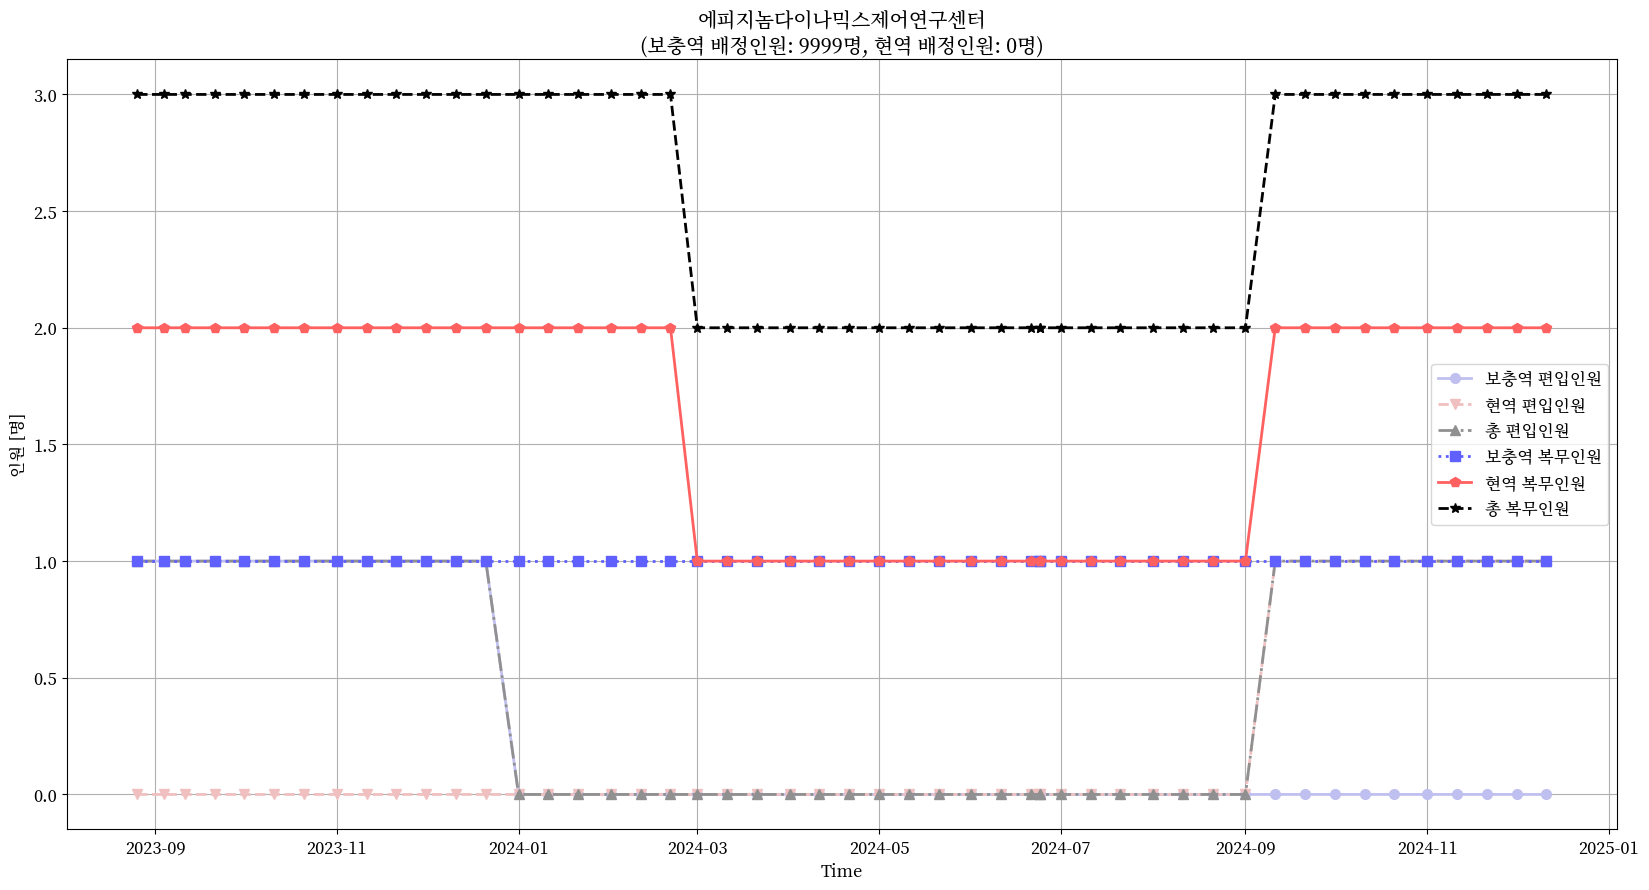 에피지놈다이나믹스제어연구센터
(보충역 배정인원: 9999명, 현역 배정인원: 0명)
3.0
2.5
2.0
1.5
1.0
0.5
0.0
인원 [명]
보충역 편입인원
현역 편입인원
총 편입인원
보충역 복무인원
현역 복무인원
총 복무인원
2023-09
2023-11
2024-01
2024-03
2024-05
2024-07
2024-09
2024-11
2025-01
Time